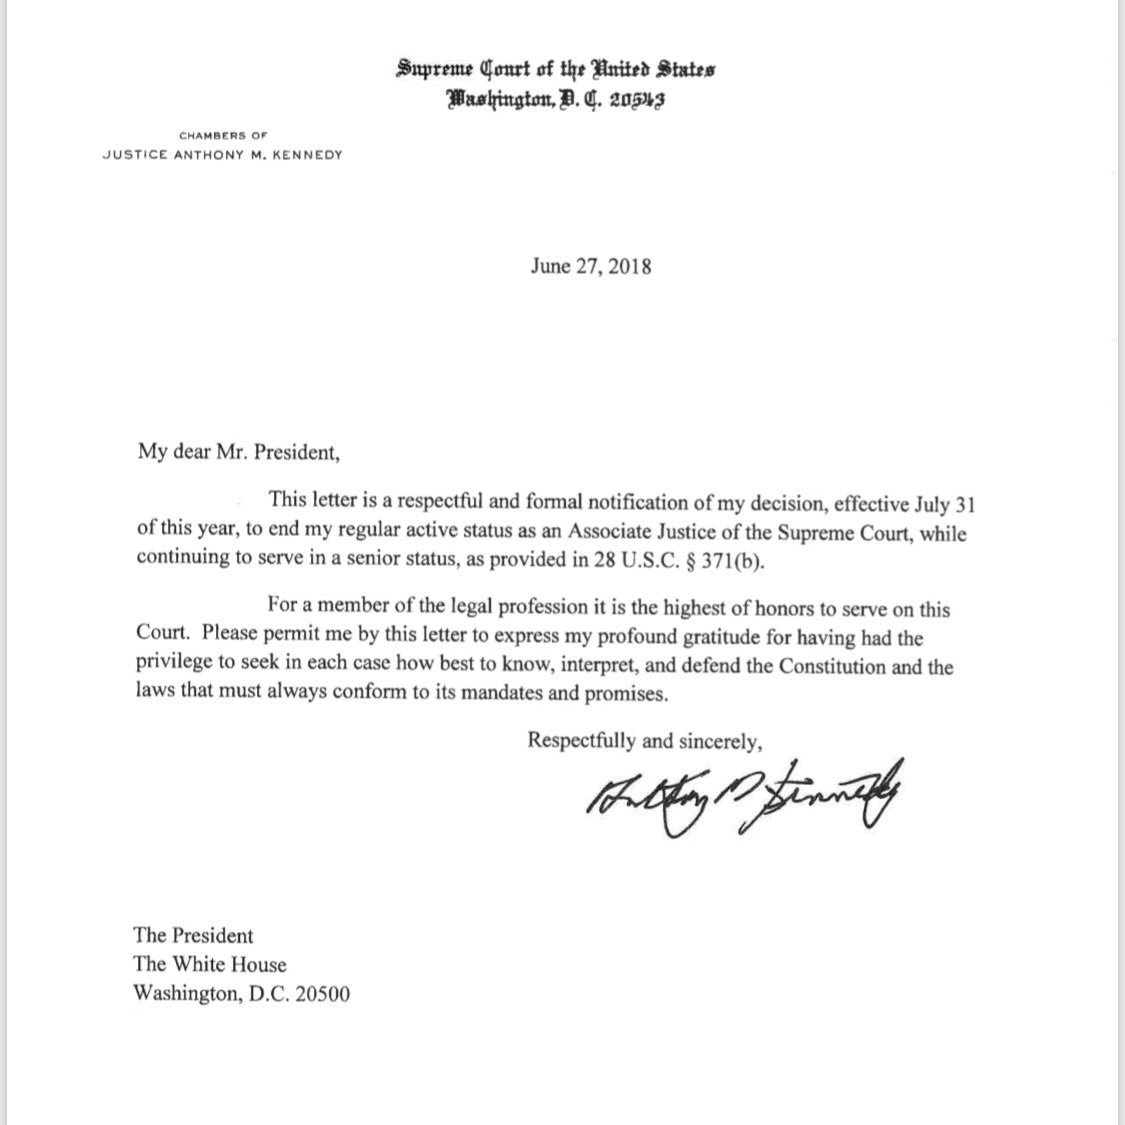 Supreme Court of the United States
Washington, D. C. 20543
CHAMBERS OF
JUSTICE ANTHONY M. KENNEDY
June 27, 2018
My dear Mr. President,
This letter is a respectful and formal notification of my decision, effective July 31
of this year, to end my regular active status as an Associate Justice of the Supreme Court, while
continuing to serve in a senior status, as provided in 28 U.S.C. § 371(b).
For a member of the legal profession it is the highest of honors to serve on this
Court.  Please permit me by this letter to express my profound gratitude for having had the
privilege to seek in each case how best to know, interpret, and defend the Constitution and the
laws that must always conform to its mandates and promises.
Respectfully and sincerely,
Anthony M Kennedy
The President
The White House
Washington, D.C. 20500